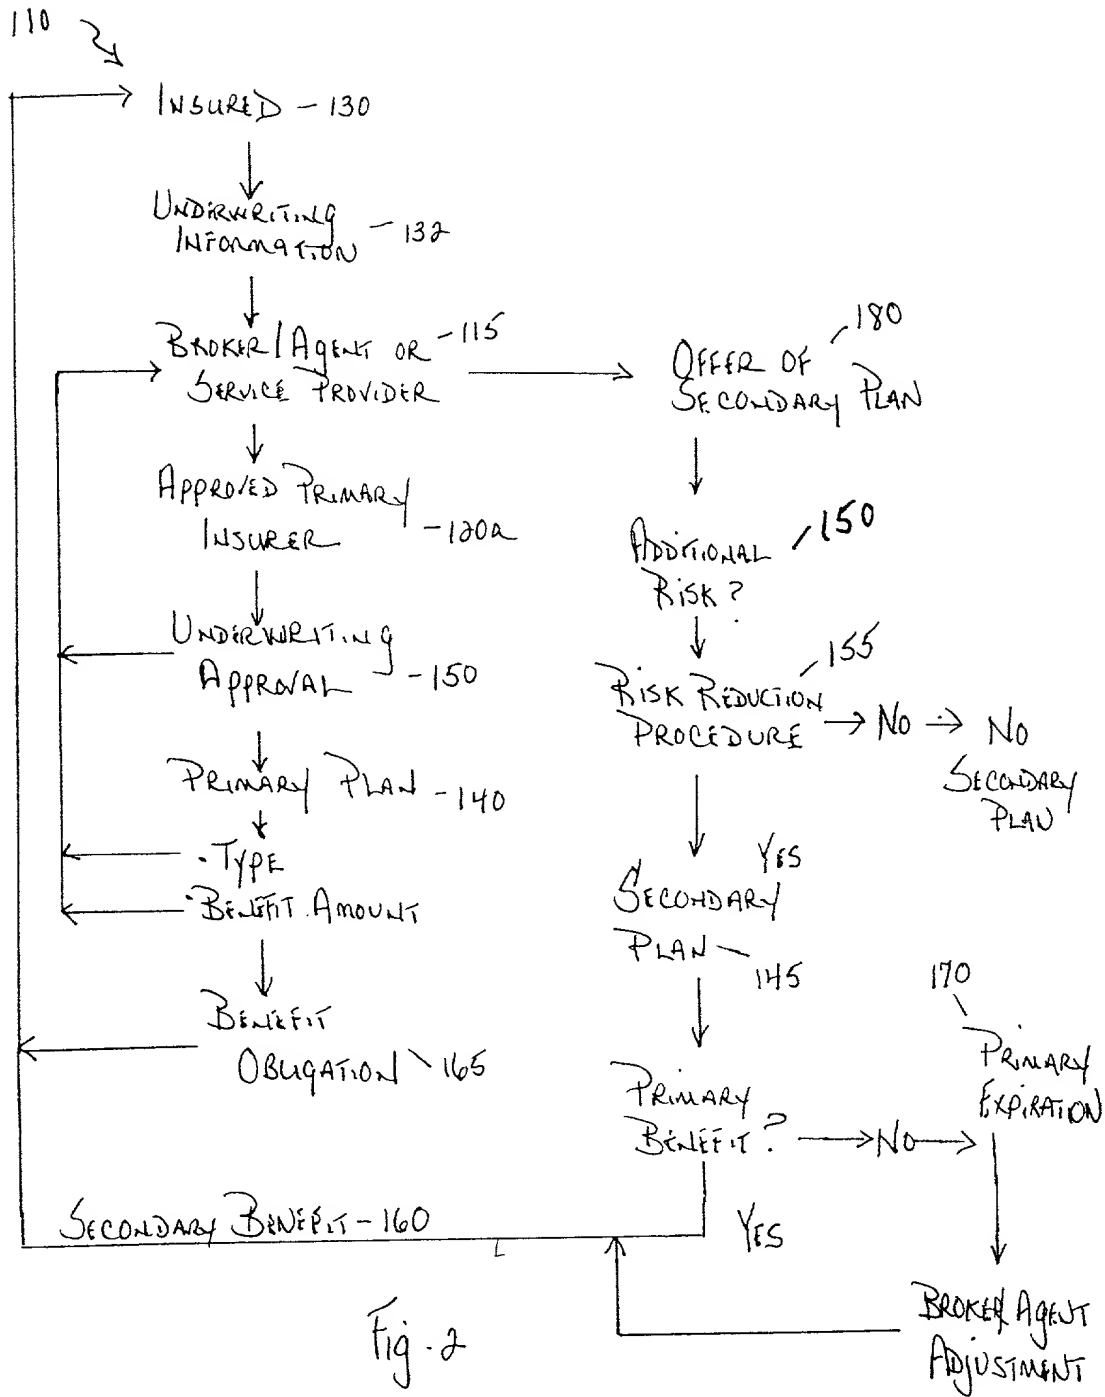 110
INSURED - 130
UNDERWRITING
INFORMATION - 132
BROKER/AGENT OR - 115
SERVICE PROVIDER
APPROVED PRIMARY
INSURER - 120a
UNDERWRITING
APPROVAL - 150
PRIMARY PLAN - 140
· TYPE
· BENEFIT AMOUNT
BENEFIT
OBLIGATION \ 165
SECONDARY BENEFIT - 160
180
OFFER OF
SECONDARY PLAN
ADDITIONAL / 150
RISK?
155
RISK REDUCTION
PROCEDURE → NO → NO
SECONDARY
PLAN
YES
SECONDARY
PLAN - 145
PRIMARY
BENEFIT? → NO →
170
PRIMARY
EXPIRATION
YES
BROKER/AGENT
ADJUSTMENT
Fig. 2